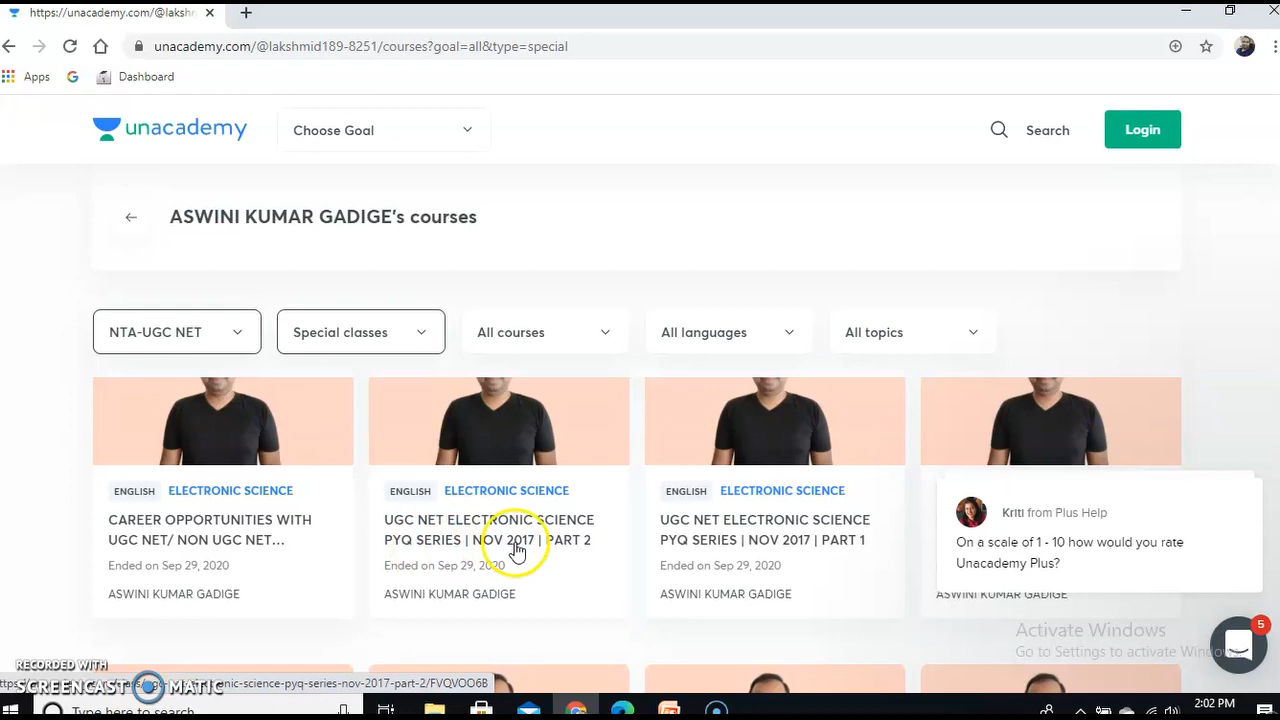 https://unacademy.com/@lakshm
unacademy.com/@lakshmid189-8251/courses?goal=all&type=special
Apps
Dashboard
unacademy
Choose Goal
Search
Login
ASWINI KUMAR GADIGE's courses
NTA-UGC NET
Special classes
All courses
All languages
All topics
ENGLISH ELECTRONIC SCIENCE
CAREER OPPORTUNITIES WITH
UGC NET/ NON UGC NET...
Ended on Sep 29, 2020
ASWINI KUMAR GADIGE
ENGLISH ELECTRONIC SCIENCE
UGC NET ELECTRONIC SCIENCE
PYQ SERIES | NOV 2017 | PART 2
Ended on Sep 29, 2020
ASWINI KUMAR GADIGE
ENGLISH ELECTRONIC SCIENCE
UGC NET ELECTRONIC SCIENCE
PYQ SERIES | NOV 2017 | PART 1
Ended on Sep 29, 2020
ASWINI KUMAR GADIGE
Kriti from Plus Help
On a scale of 1 - 10 how would you rate
Unacademy Plus?
ASWINI KUMAR GADIGE
Activate Windows
Go to Settings to activate Windows.
5
RECORDED WITH
SCREENCAST MATIC
onic-science-pyq-series-nov-2017-part-2/FVQVOO6B
Type here to search
2:02 PM